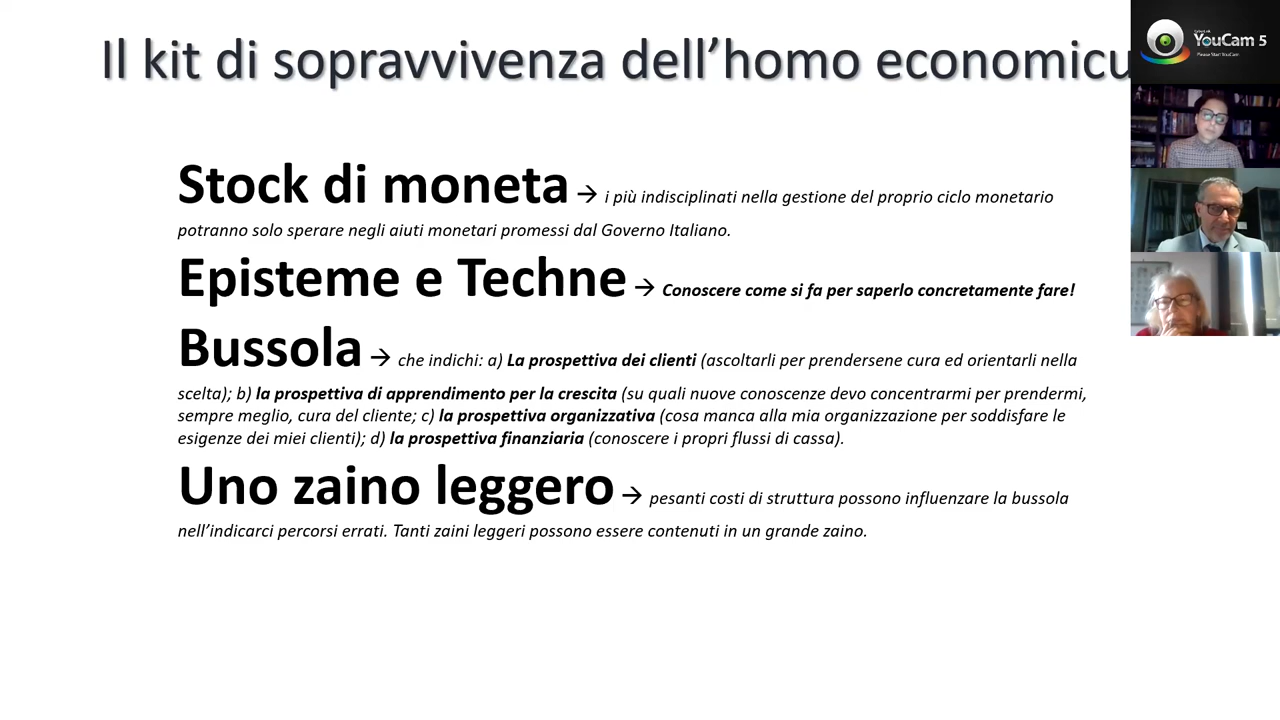 Il kit di sopravvivenza dell’homo economicu
YouCam 5
Stock di moneta → i più indisciplinati nella gestione del proprio ciclo monetario
potranno solo sperare negli aiuti monetari promessi dal Governo Italiano.
Episteme e Techne → Conoscere come si fa per saperlo concretamente fare!
Bussola → che indichi: a) La prospettiva dei clienti (ascoltarli per prendersene cura ed orientarli nella
scelta); b) la prospettiva di apprendimento per la crescita (su quali nuove conoscenze devo concentrarmi per prendermi,
sempre meglio, cura del cliente; c) la prospettiva organizzativa (cosa manca alla mia organizzazione per soddisfare le
esigenze dei miei clienti); d) la prospettiva finanziaria (conoscere i propri flussi di cassa).
Uno zaino leggero → pesanti costi di struttura possono influenzare la bussola
nell’indicarci percorsi errati. Tanti zaini leggeri possono essere contenuti in un grande zaino.